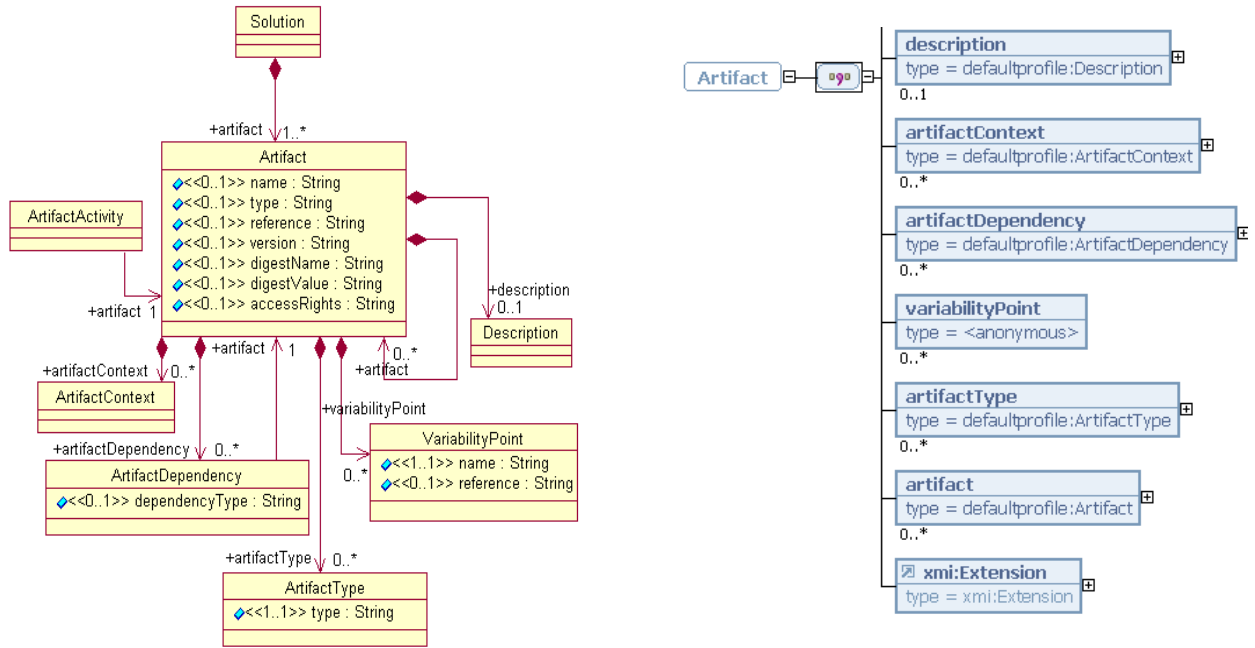 Solution
+artifact
1..*
Artifact
<<0..1>> name : String
<<0..1>> type : String
<<0..1>> reference : String
<<0..1>> version : String
<<0..1>> digestName : String
<<0..1>> digestValue : String
<<0..1>> accessRights : String
ArtifactActivity
+artifact 1
+description
0..1
Description
+artifact 1
0..*
+artifact
+artifactContext 0..*
ArtifactContext
+variabilityPoint
0..*
VariabilityPoint
<<1..1>> name : String
<<0..1>> reference : String
+artifactDependency 0..*
ArtifactDependency
<<0..1>> dependencyType : String
+artifactType 0..*
ArtifactType
<<1..1>> type : String
Artifact
description
type = defaultprofile:Description
0..1
artifactContext
type = defaultprofile:ArtifactContext
0..*
artifactDependency
type = defaultprofile:ArtifactDependency
0..*
variabilityPoint
type = <anonymous>
0..*
artifactType
type = defaultprofile:ArtifactType
0..*
artifact
type = defaultprofile:Artifact
0..*
xmi:Extension
type = xmi:Extension